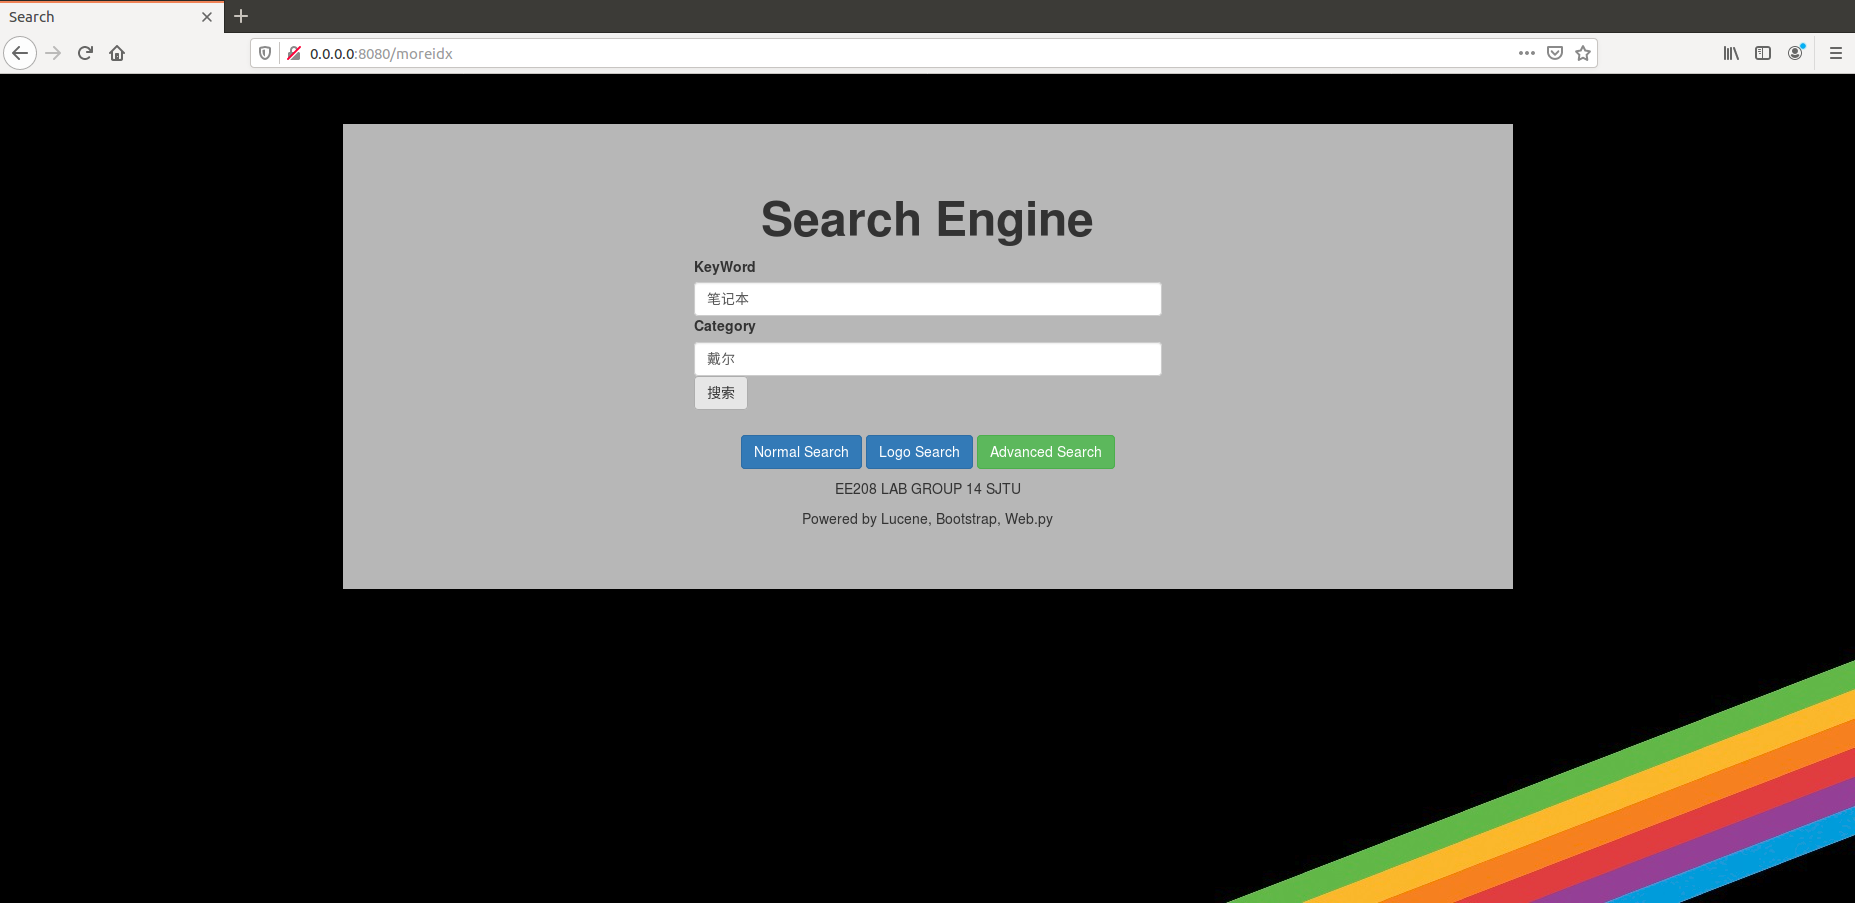 Search
0.0.0.0:8080/moreidx
Search Engine
KeyWord
笔记本
Category
戴尔
搜索
Normal Search Logo Search Advanced Search
EE208 LAB GROUP 14 SJTU
Powered by Lucene, Bootstrap, Web.py